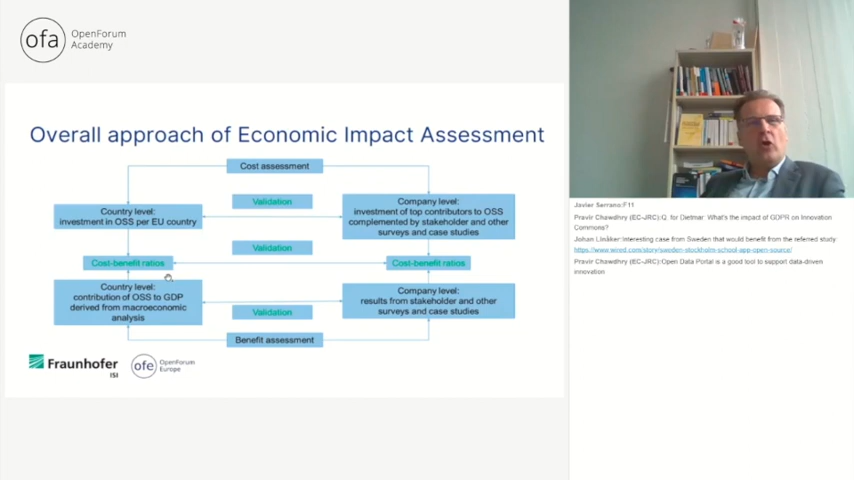 ofa
OpenForum
Academy
Overall approach of Economic Impact Assessment
Cost assessment
Country level:
investment in OSS per EU country
Validation
Company level:
investment of top contributors to OSS
complemented by stakeholder and other
surveys and case studies
Validation
Cost-benefit ratios
Cost-benefit ratios
Country level:
contribution of OSS to GDP
derived from macroeconomic
analysis
Validation
Company level:
results from stakeholder and other
surveys and case studies
Benefit assessment
Fraunhofer
ISI
ofe
OpenForum
Europe
Javier Serrano:F11
Pravir Chawdhry (EC-JRC):Q for Dietmar: What's the impact of GDPR on Innovation
Commons?
Johan Linåker:Interesting case from Sweden that would benefit from the referred study:
https://www.wired.com/story/sweden-stockholm-school-app-open-source/
Pravir Chawdhry (EC-JRC):Open Data Portal is a good tool to support data-driven
innovation